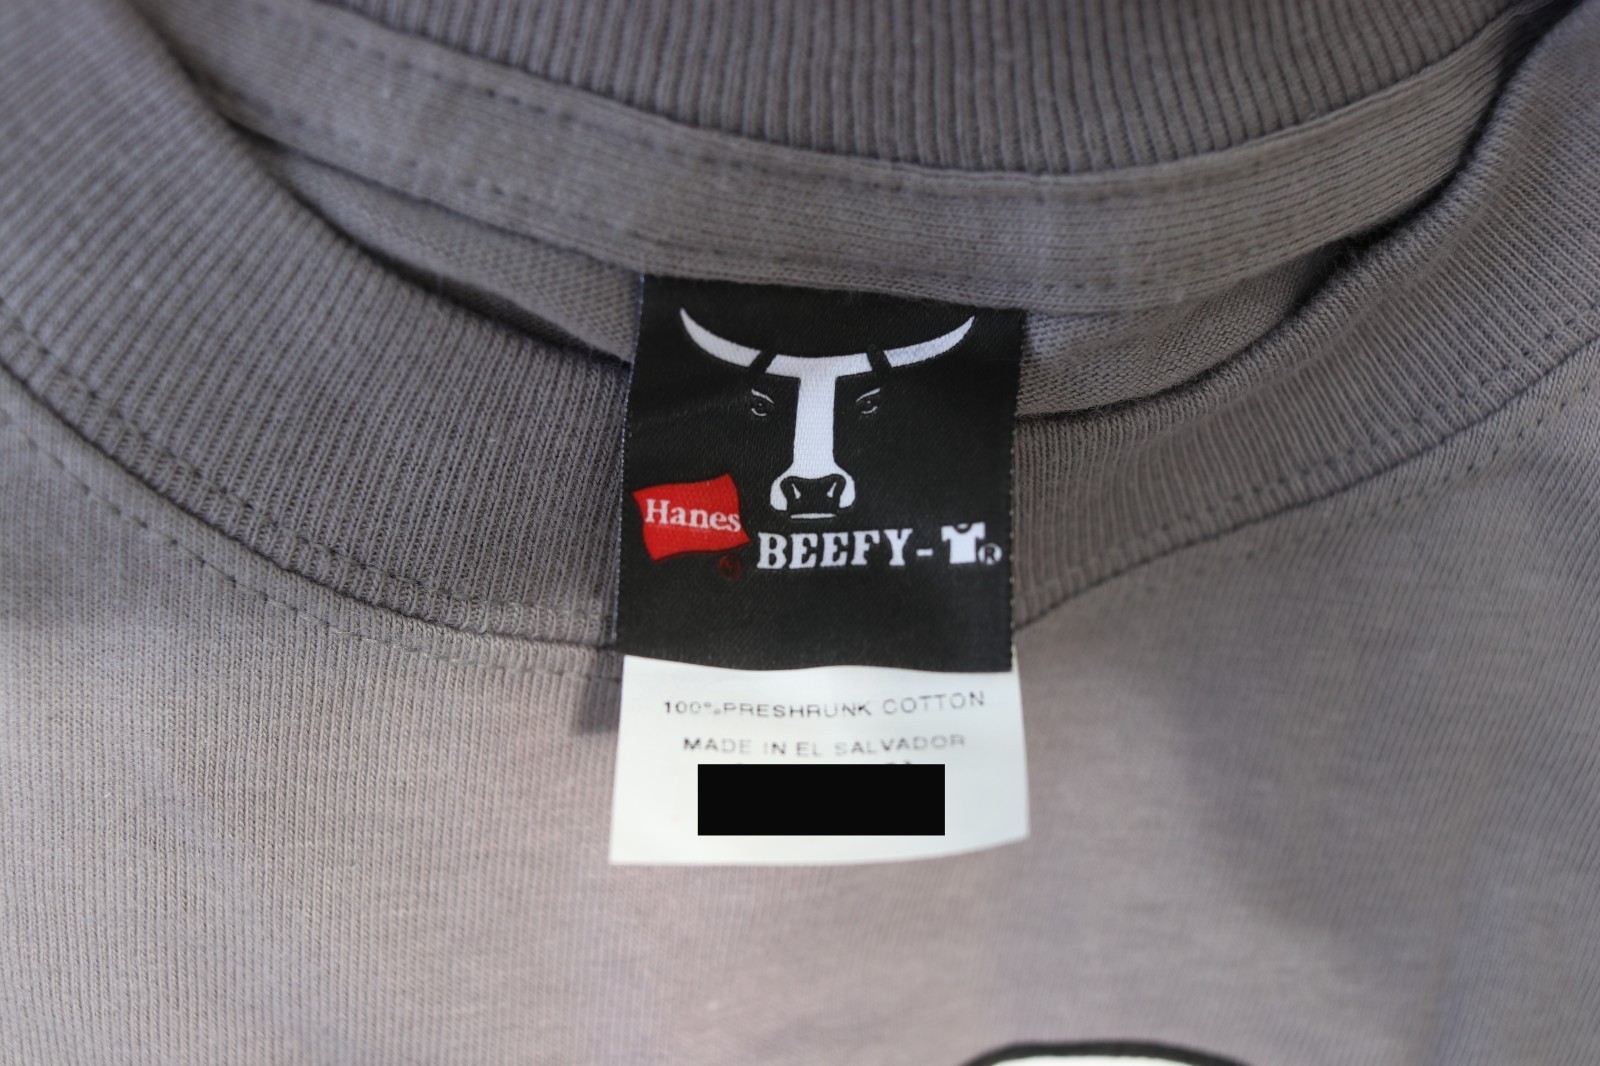 Hanes
BEEFY-T®
100% PRESHRUNK COTTON
MADE IN EL SALVADOR